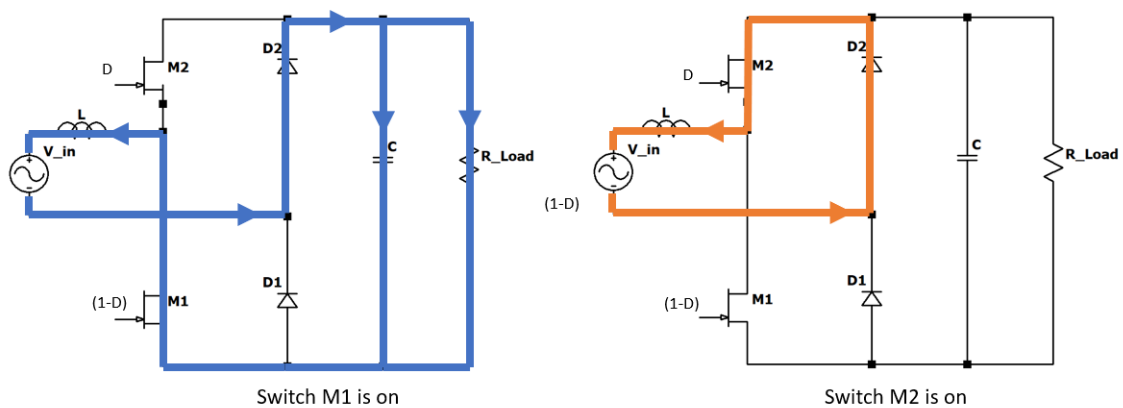 D2
M2
D
L
V_in
+
-
C
R_Load
D1
(1-D)
M1
Switch M1 is on
D2
M2
D
L
V_in
+
-
(1-D)
C
R_Load
D1
(1-D)
M1
Switch M2 is on